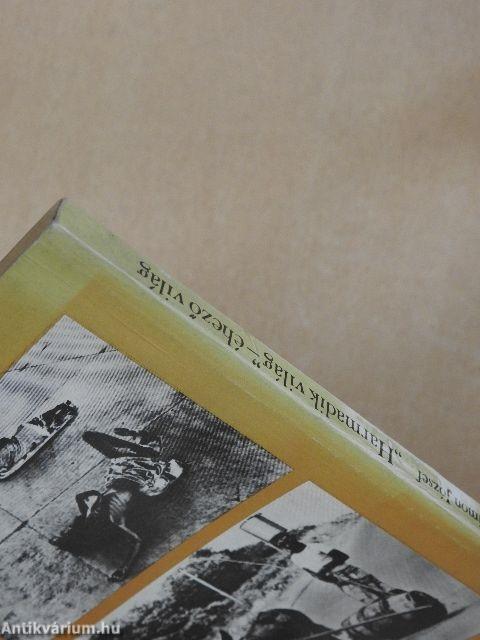 József „Harmadik világ” – éhező világ
Antikvárium.hu